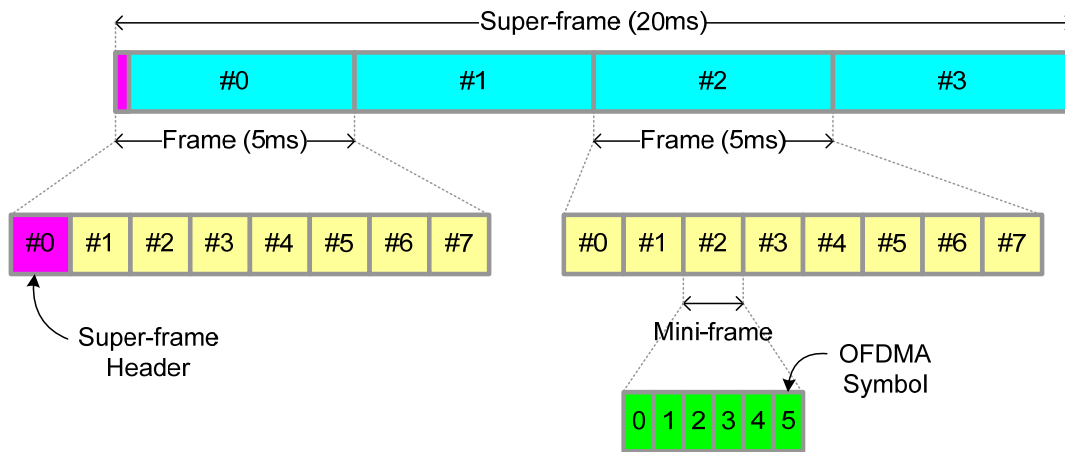 Super-frame (20ms)
#0 #1 #2 #3
Frame (5ms) Frame (5ms)
#0 #1 #2 #3 #4 #5 #6 #7 #0 #1 #2 #3 #4 #5 #6 #7
Super-frame
Header
Mini-frame
OFDMA
Symbol
0 1 2 3 4 5